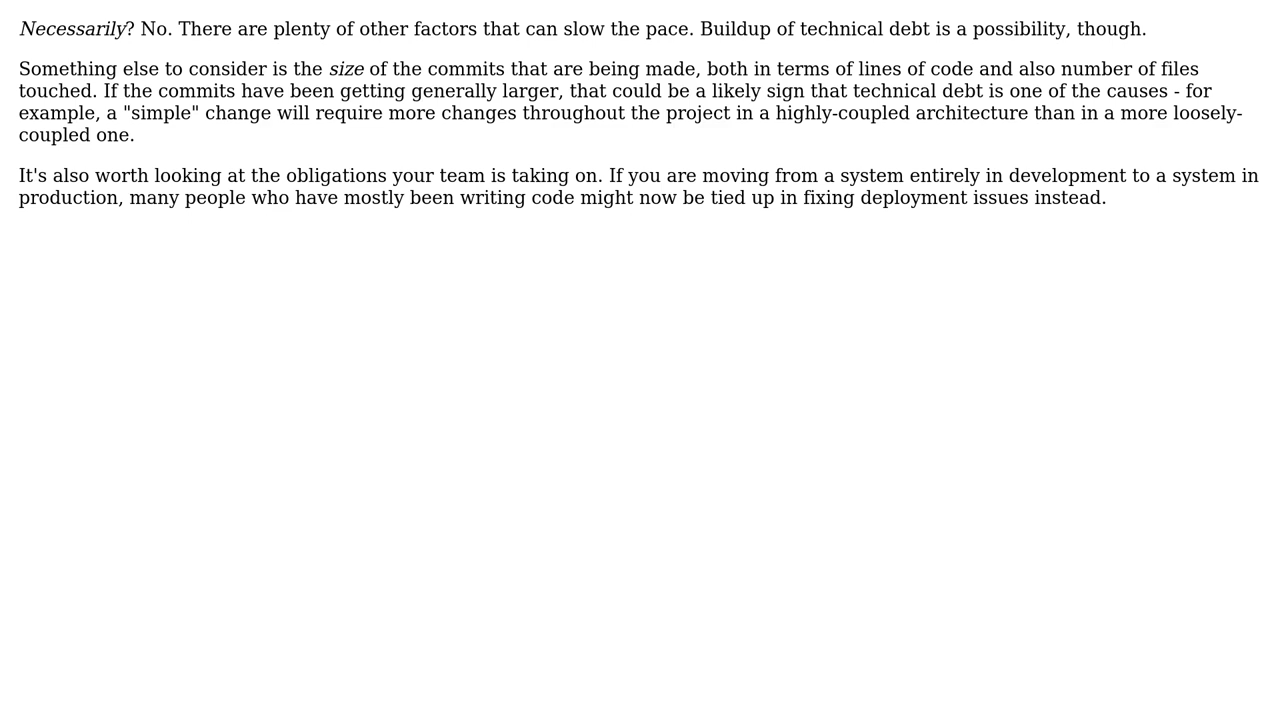 Necessarily? No. There are plenty of other factors that can slow the pace. Buildup of technical debt is a possibility, though.
Something else to consider is the size of the commits that are being made, both in terms of lines of code and also number of files
touched. If the commits have been getting generally larger, that could be a likely sign that technical debt is one of the causes - for
example, a "simple" change will require more changes throughout the project in a highly-coupled architecture than in a more loosely-
coupled one.
It's also worth looking at the obligations your team is taking on. If you are moving from a system entirely in development to a system in
production, many people who have mostly been writing code might now be tied up in fixing deployment issues instead.